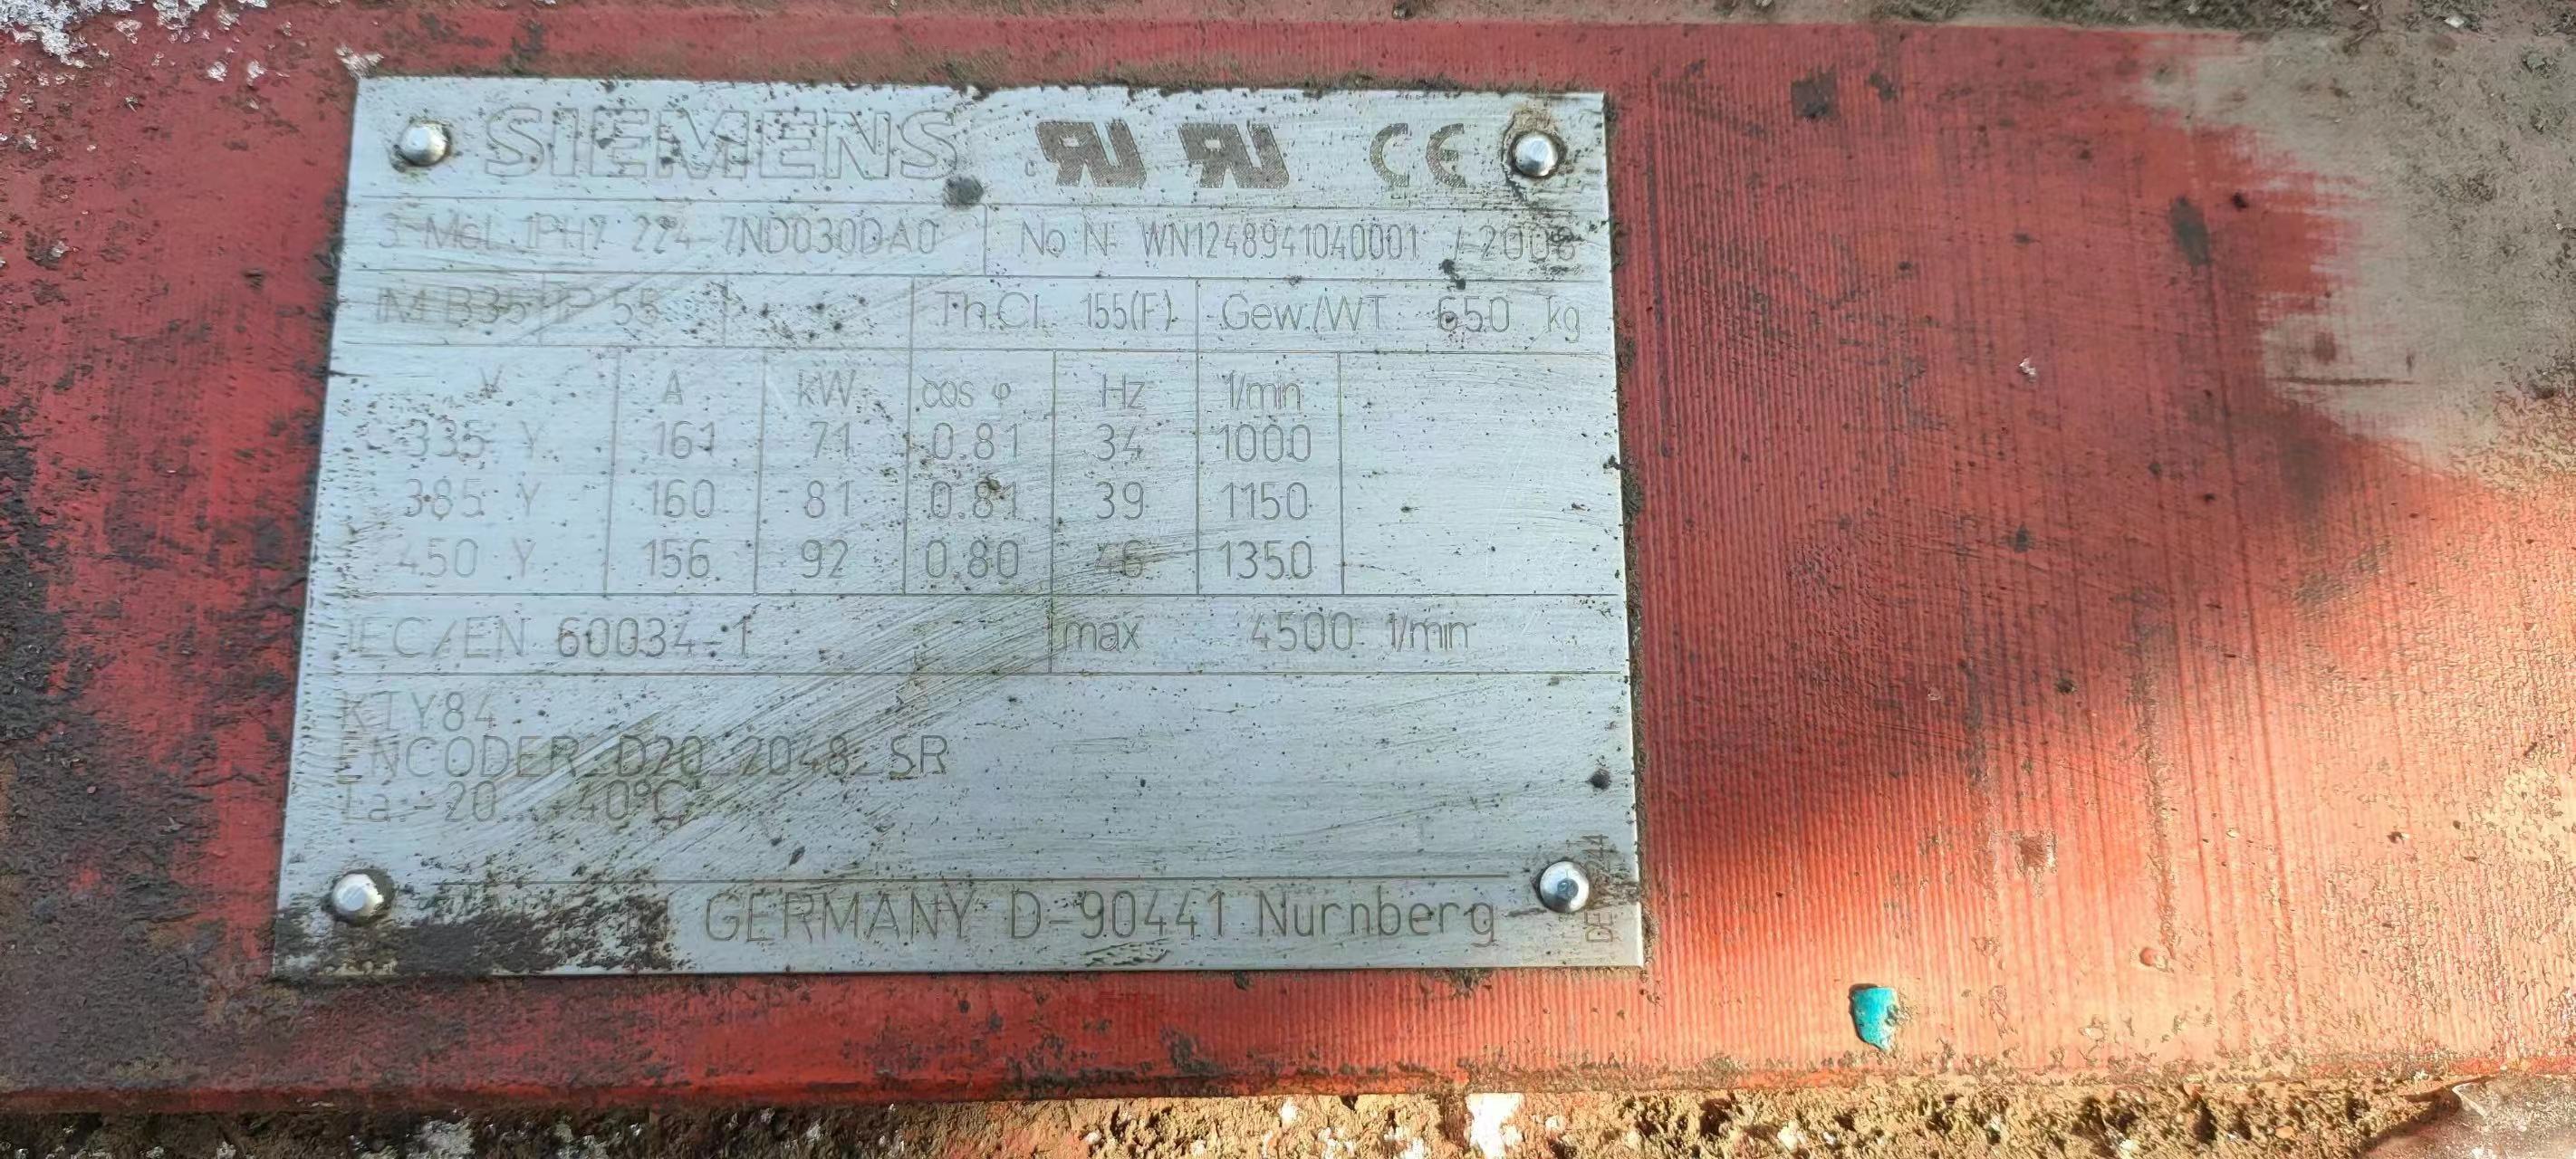 SIEMENS c RU RU CE
3~Mot. 1PH7 224-7ND030DA0 No N- WN1248941040001 / 2006
IM B35 IP 55 Th.Cl. 155(F) Gew./WT 650 kg
V A kW cos φ Hz 1/min
335 Y 161 71 0.81 34 1000
385 Y 160 81 0.81 39 1150
450 Y 156 92 0.80 46 1350
IEC/EN 60034-1 max 4500 1/min
KTY84
ENCODER D20 2048 SR
Ta:-20...+40°C
GERMANY D-90441 Nurnberg